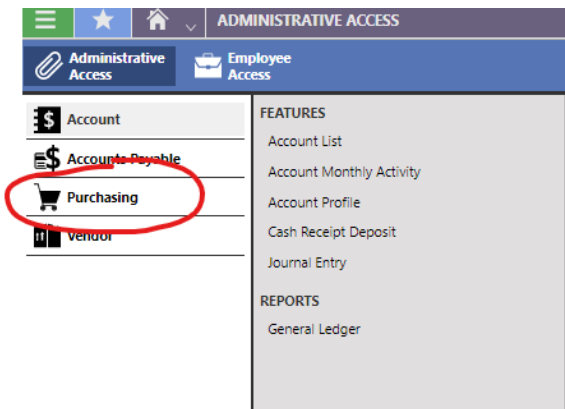 ADMINISTRATIVE ACCESS
Administrative
Access
Employee
Access
Account
Accounts Payable
Purchasing
Vendor
FEATURES
Account List
Account Monthly Activity
Account Profile
Cash Receipt Deposit
Journal Entry
REPORTS
General Ledger